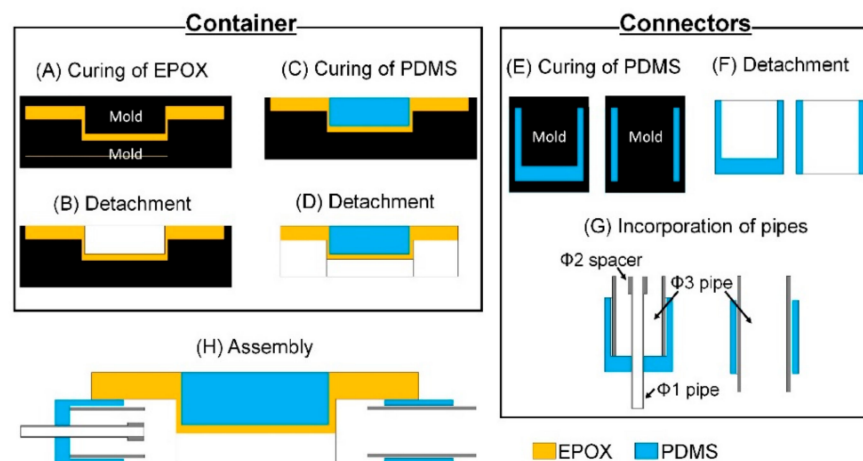 Container
(A) Curing of EPOX
Mold
Mold
(B) Detachment
(C) Curing of PDMS
(D) Detachment
Connectors
(E) Curing of PDMS
Mold
Mold
(F) Detachment
(G) Incorporation of pipes
Φ2 spacer
Φ3 pipe
Φ1 pipe
(H) Assembly
EPOX
PDMS